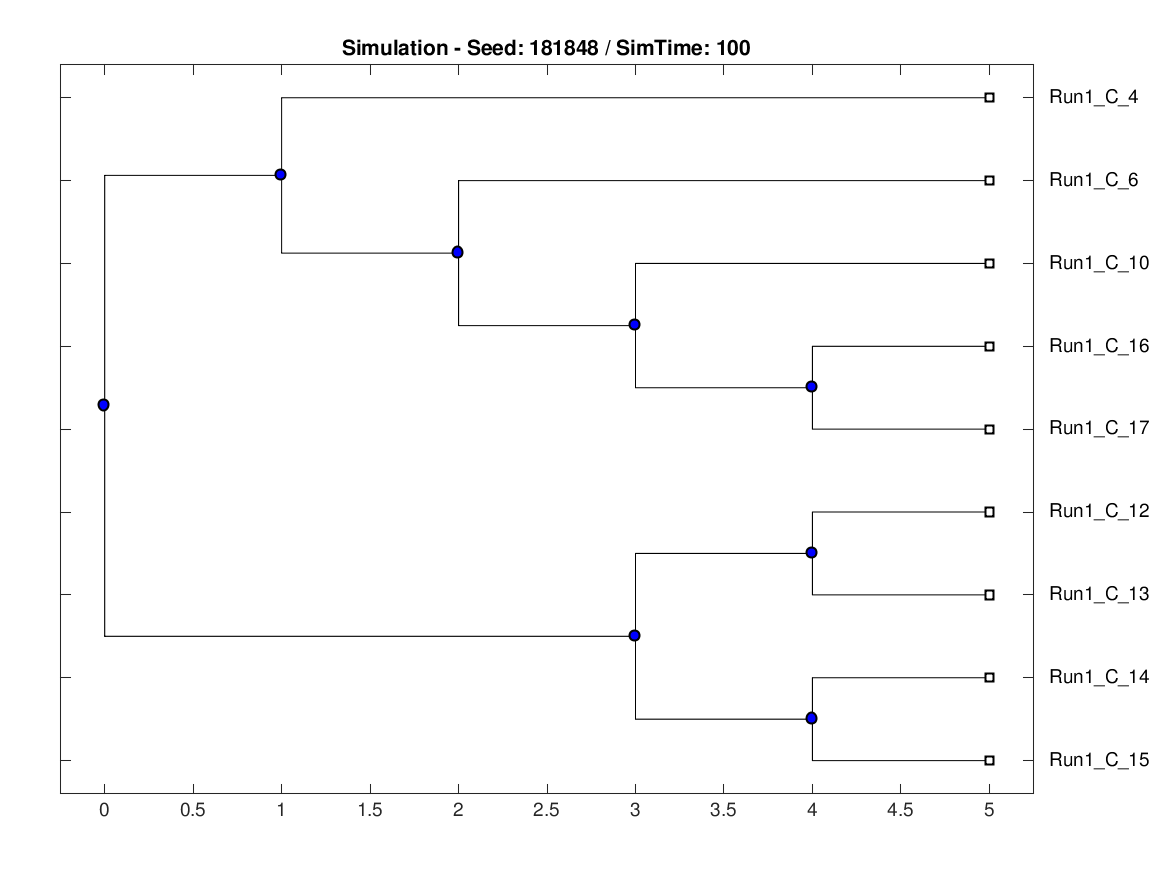 Simulation - Seed: 181848 / SimTime: 100
Run1_C_4
Run1_C_6
Run1_C_10
Run1_C_16
Run1_C_17
Run1_C_12
Run1_C_13
Run1_C_14
Run1_C_15
0 0.5 1 1.5 2 2.5 3 3.5 4 4.5 5